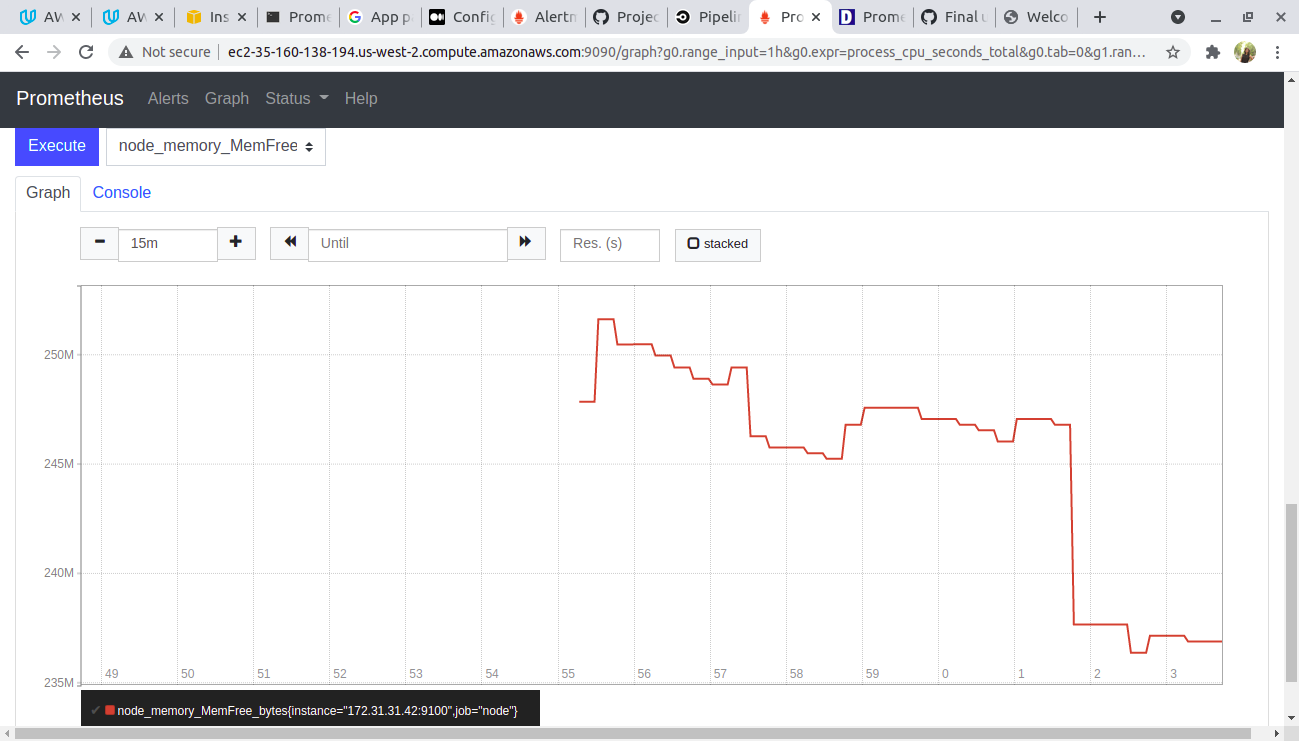 AW
AW
Ins
Prome
App p
Config
Alertm
Projec
Pipelin
Pro
Prome
Final u
Welco
Not secure
ec2-35-160-138-194.us-west-2.compute.amazonaws.com:9090/graph?g0.range_input=1h&g0.expr=process_cpu_seconds_total&g0.tab=0&g1.ran...
Prometheus Alerts Graph Status Help
Execute node_memory_MemFree
Graph Console
15m Until Res. (s) stacked
250M
245M
240M
235M
49 50 51 52 53 54 55 56 57 58 59 0 1 2 3
node_memory_MemFree_bytes{instance="172.31.31.42:9100",job="node"}